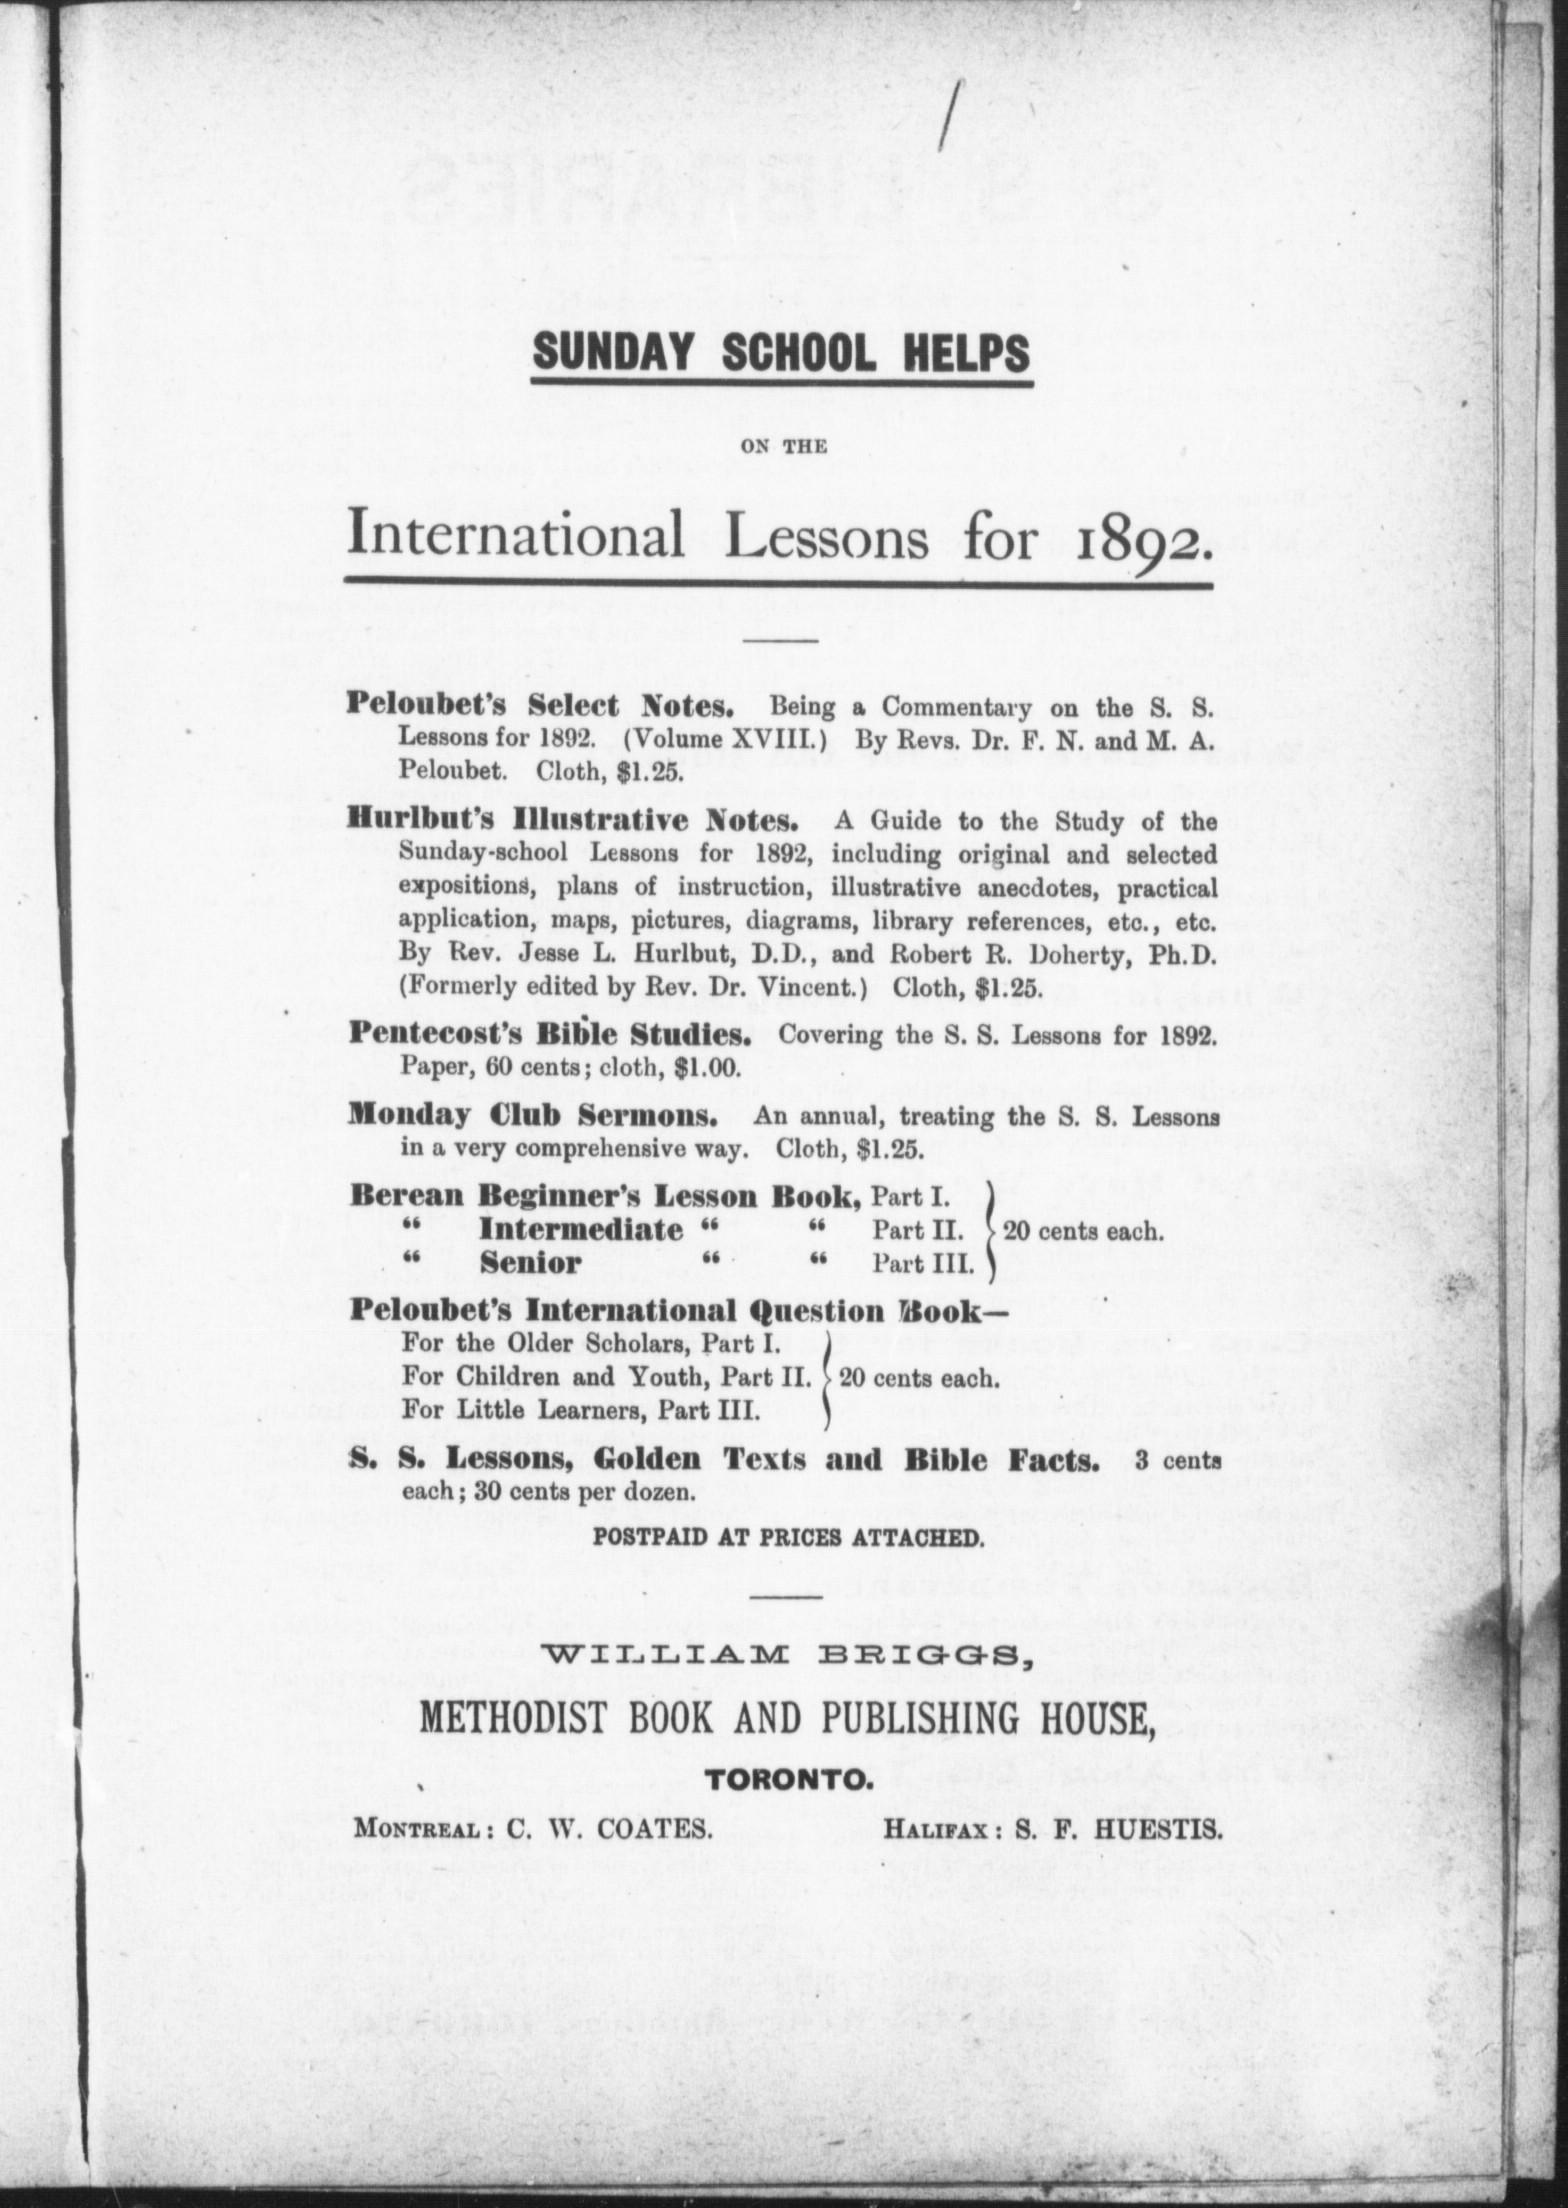 SUNDAY SCHOOL HELPS
ON THE
International Lessons for 1892.
Peloubet's Select Notes. Being a Commentary on the S. S.
Lessons for 1892. (Volume XVIII.) By Revs. Dr. F. N. and M. A.
Peloubet. Cloth, $1.25.
Hurlbut's Illustrative Notes. A Guide to the Study of the
Sunday-school Lessons for 1892, including original and selected
expositions, plans of instruction, illustrative anecdotes, practical
application, maps, pictures, diagrams, library references, etc., etc.
By Rev. Jesse L. Hurlbut, D.D., and Robert R. Doherty, Ph.D.
(Formerly edited by Rev. Dr. Vincent.) Cloth, $1.25.
Pentecost's Bible Studies. Covering the S. S. Lessons for 1892.
Paper, 60 cents; cloth, $1.00.
Monday Club Sermons. An annual, treating the S. S. Lessons
in a very comprehensive way. Cloth, $1.25.
Berean Beginner's Lesson Book, Part I.
“ Intermediate “ “ Part II. } 20 cents each.
“ Senior “ “ Part III.
Peloubet's International Question Book—
For the Older Scholars, Part I.
For Children and Youth, Part II. } 20 cents each.
For Little Learners, Part III.
S. S. Lessons, Golden Texts and Bible Facts. 3 cents
each; 30 cents per dozen.
POSTPAID AT PRICES ATTACHED.
WILLIAM BRIGGS,
METHODIST BOOK AND PUBLISHING HOUSE,
TORONTO.
MONTREAL: C. W. COATES. HALIFAX: S. F. HUESTIS.